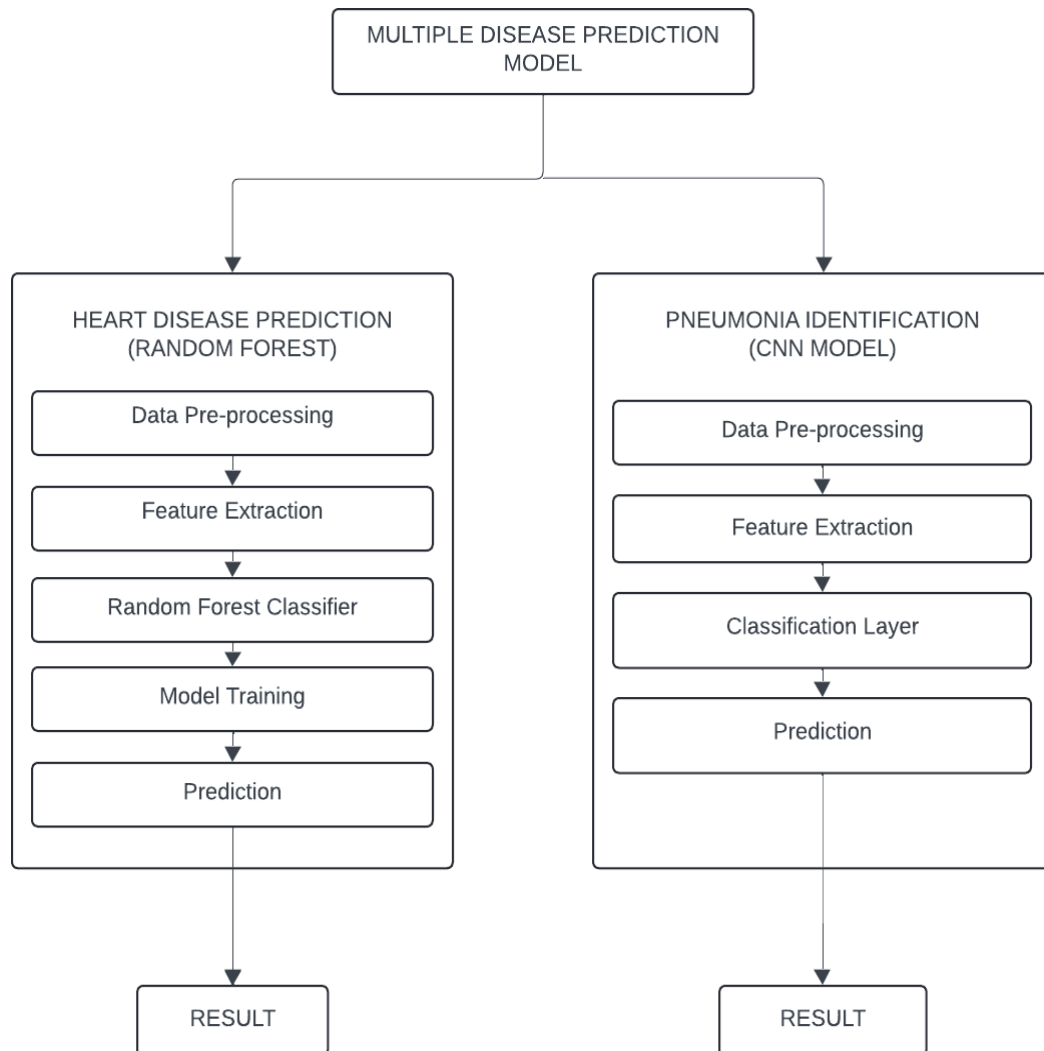 MULTIPLE DISEASE PREDICTION
MODEL
HEART DISEASE PREDICTION
(RANDOM FOREST)
Data Pre-processing
Feature Extraction
Random Forest Classifier
Model Training
Prediction
RESULT
PNEUMONIA IDENTIFICATION
(CNN MODEL)
Data Pre-processing
Feature Extraction
Classification Layer
Prediction
RESULT